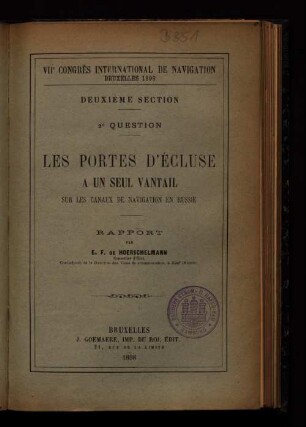 B 351
VIIe CONGRÈS INTERNATIONAL DE NAVIGATION
BRUXELLES 1898
DEUXIÈME SECTION
2e QUESTION
LES PORTES D'ÉCLUSE
A UN SEUL VANTAIL
SUR LES CANAUX DE NAVIGATION EN RUSSIE
RAPPORT
PAR
E. F. DE HOERSCHELMANN
BRUXELLES
J. GOEMAERE, IMP. DU ROI, ÉDIT.
21, RUE DE LA LIMITE
1898